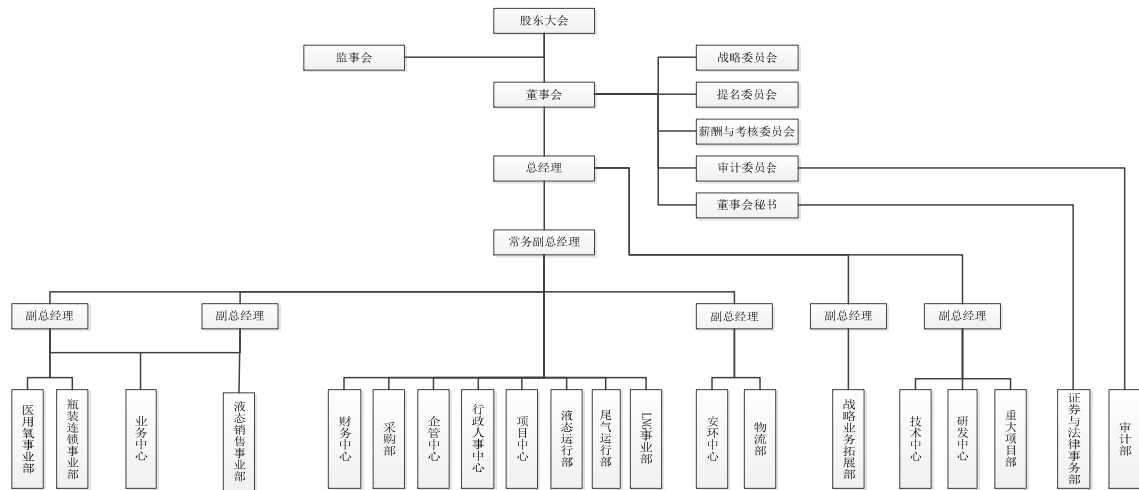 股东大会
监事会
战略委员会
董事会
提名委员会
薪酬与考核委员会
总经理
审计委员会
董事会秘书
常务副总经理
副总经理
副总经理
副总经理
副总经理
副总经理
医用氧事业部
瓶装连锁事业部
业务中心
液态销售事业部
财务中心
采购部
企管中心
行政人事中心
项目中心
液态运行部
尾气运行部
LNG事业部
安环中心
物流部
战略业务拓展部
技术中心
研发中心
重大项目部
证券与法律事务部
审计部